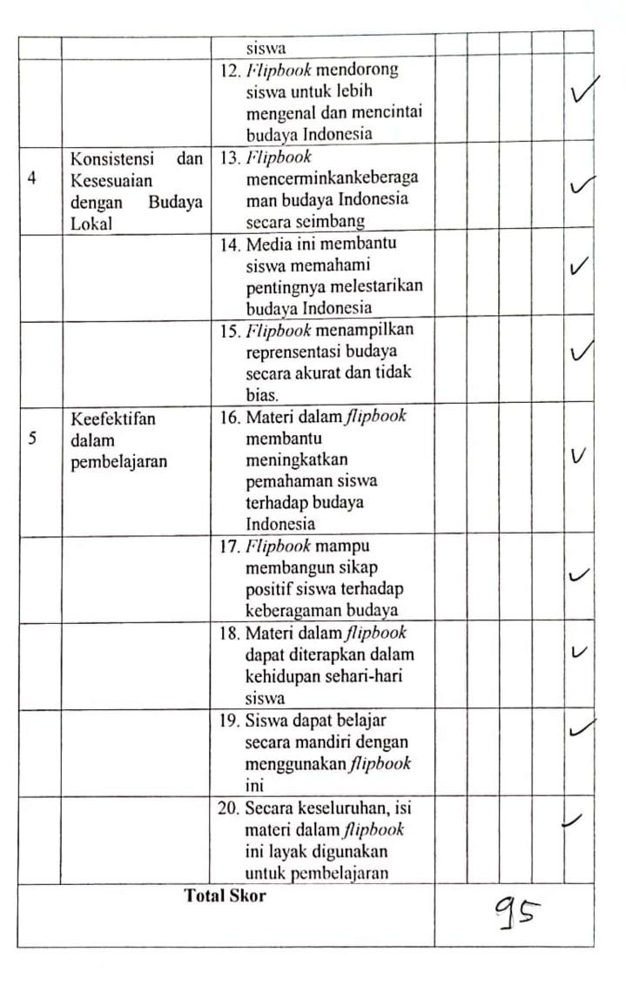 siswa
12. Flipbook mendorong
siswa untuk lebih
mengenal dan mencintai
budaya Indonesia
4
Konsistensi dan
Kesesuaian
dengan Budaya
Lokal
13. Flipbook
mencerminkankeberaga
man budaya Indonesia
secara seimbang
14. Media ini membantu
siswa memahami
pentingnya melestarikan
budaya Indonesia
15. Flipbook menampilkan
reprensentasi budaya
secara akurat dan tidak
bias.
5
Keefektifan
dalam
pembelajaran
16. Materi dalam flipbook
membantu
meningkatkan
pemahaman siswa
terhadap budaya
Indonesia
17. Flipbook mampu
membangun sikap
positif siswa terhadap
keberagaman budaya
18. Materi dalam flipbook
dapat diterapkan dalam
kehidupan sehari-hari
siswa
19. Siswa dapat belajar
secara mandiri dengan
menggunakan flipbook
ini
20. Secara keseluruhan, isi
materi dalam flipbook
ini layak digunakan
untuk pembelajaran
Total Skor
95